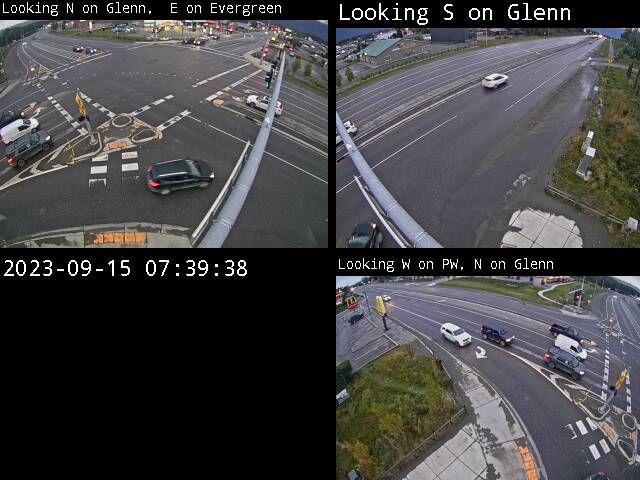 Looking N on Glenn,  E on Evergreen
Looking S on Glenn
2023-09-15 07:39:38
Looking W on PW, N on Glenn